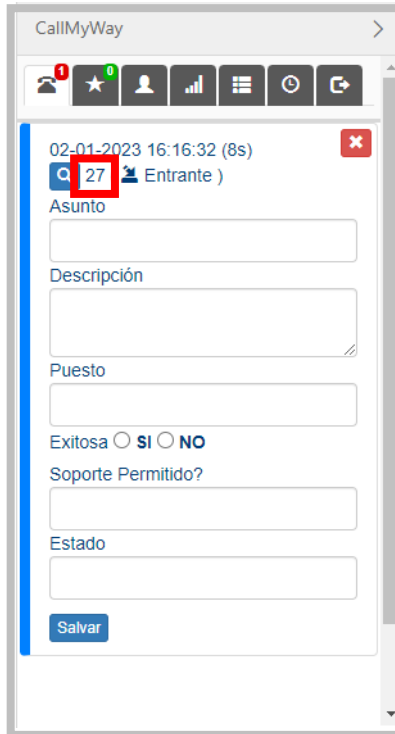 CallMyWay
1
0
02-01-2023 16:16:32 (8s)
27 Entrante )
Asunto
Descripción
Puesto
Exitosa SI NO
Soporte Permitido?
Estado
Salvar